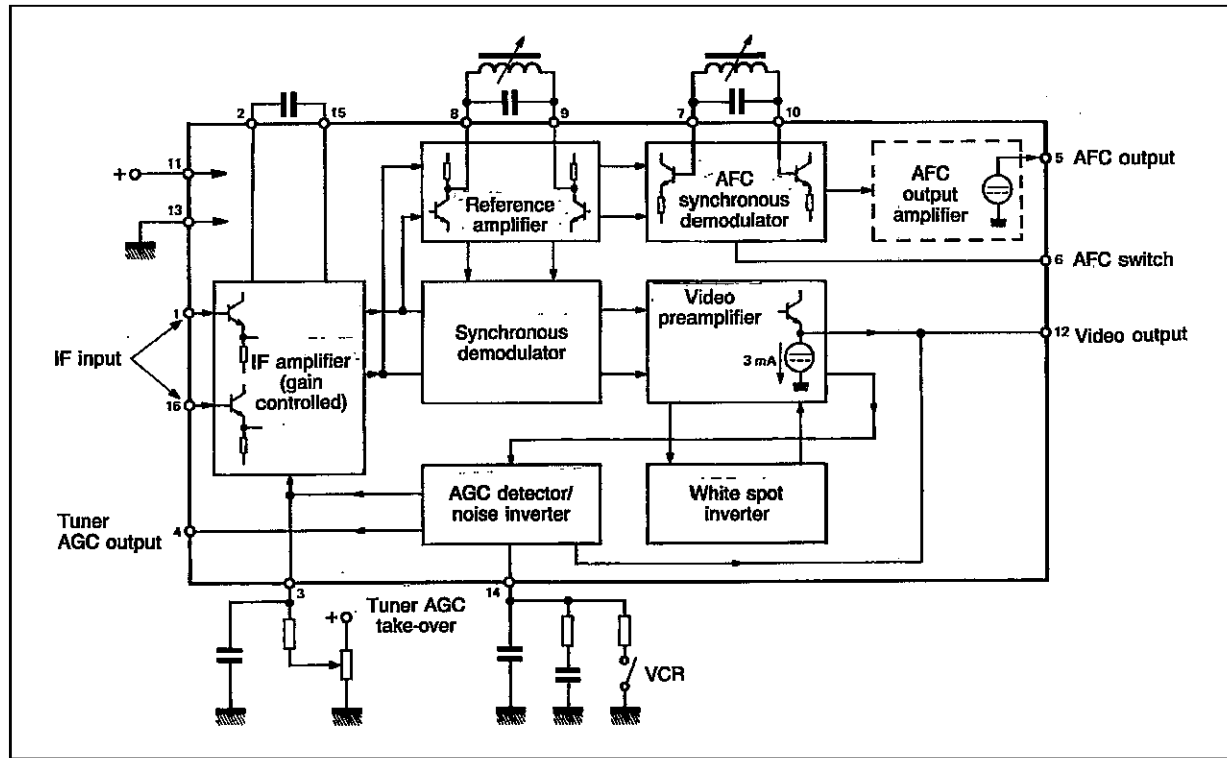 2
15
8
9
7
10
11
+
13
Reference
amplifier
AFC
synchronous
demodulator
AFC
output
amplifier
5 AFC output
6 AFC switch
1
IF input
16
IF amplifier
(gain
controlled)
Synchronous
demodulator
Video
preamplifier
3 mA
12 Video output
AGC detector/
noise inverter
White spot
inverter
Tuner
AGC output
4
3
14
Tuner AGC
take-over
+
VCR